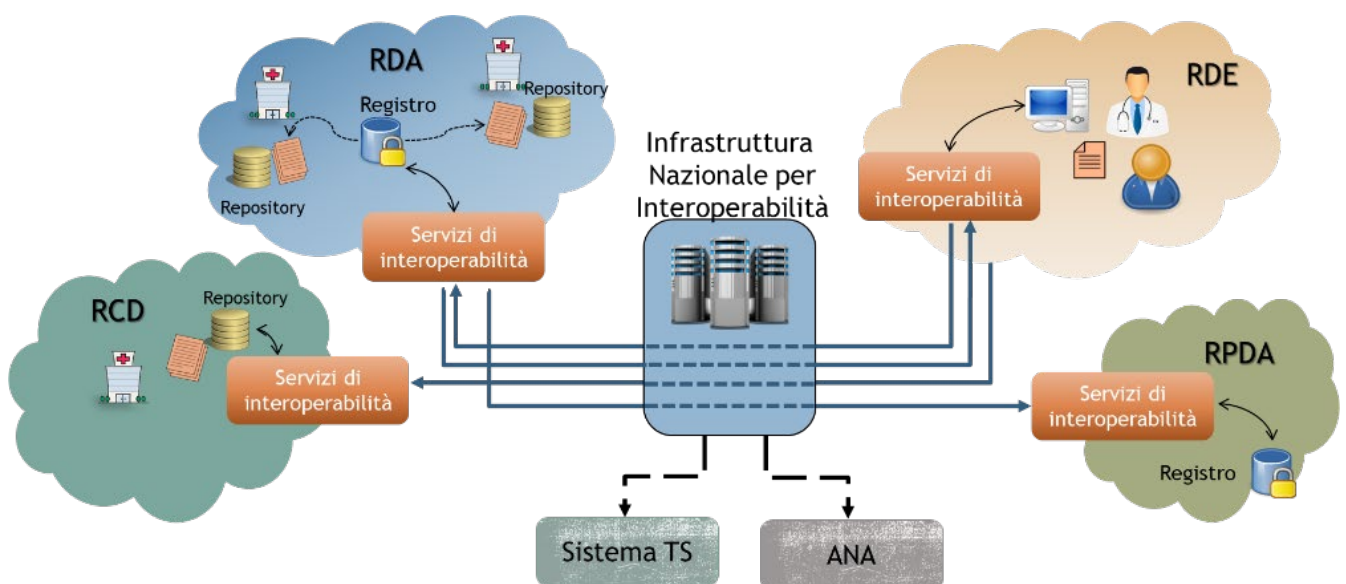 RDA
Repository
Registro
Repository
Servizi di
interoperabilità
RCD
Repository
Servizi di
interoperabilità
Infrastruttura
Nazionale per
Interoperabilità
RDE
Servizi di
interoperabilità
RPDA
Servizi di
interoperabilità
Registro
Sistema TS
ANA